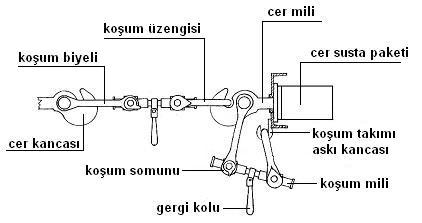 cer mili
koşum üzengisi
cer susta paketi
koşum biyeli
koşum takımı
askı kancası
cer kancası
koşum somunu
koşum mili
gergi kolu